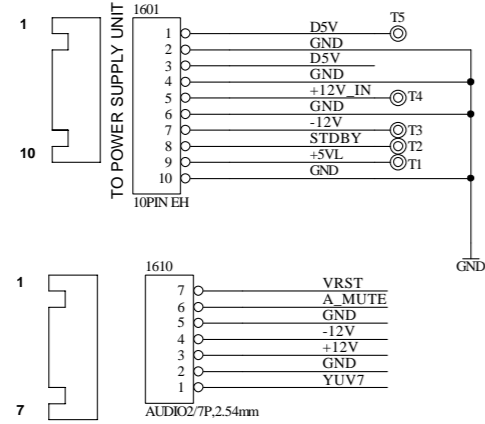 1
10
TO POWER SUPPLY UNIT
1601
1 D5V T5
2 GND
3 D5V
4 GND
5 +12V_IN T4
6 GND
7 -12V T3
8 STDBY T2
9 +5VL T1
10 GND
10PIN EH
GND
1
7
1610
7 VRST
6 A_MUTE
5 GND
4 -12V
3 +12V
2 GND
1 YUV7
AUDIO2/7P,2.54mm